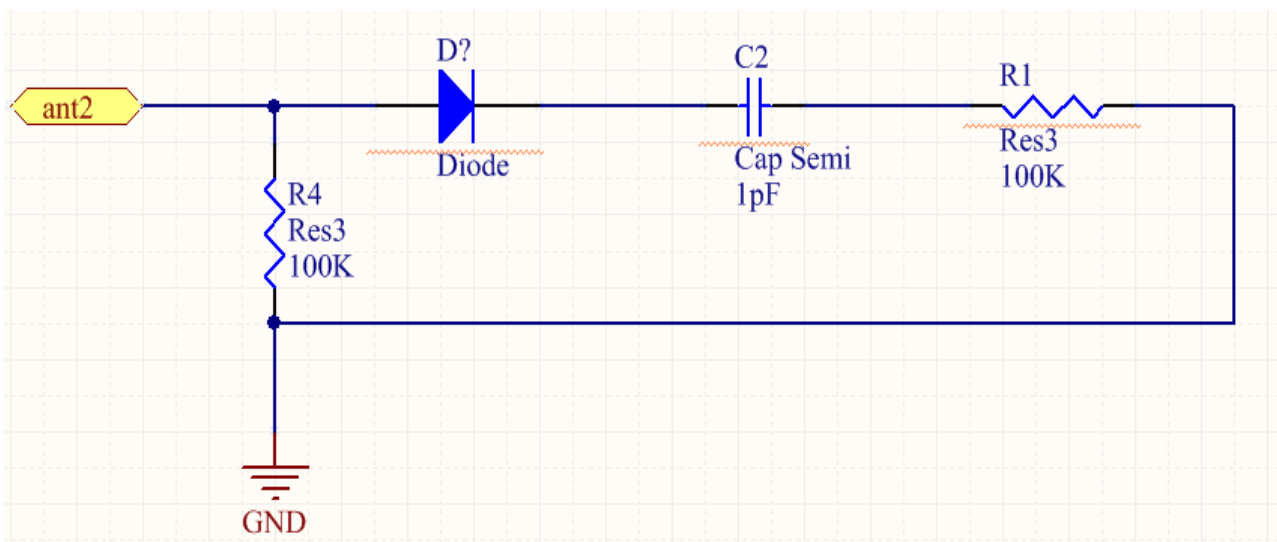 ant2
D?
Diode
C2
Cap Semi
1pF
R1
Res3
100K
R4
Res3
100K
GND